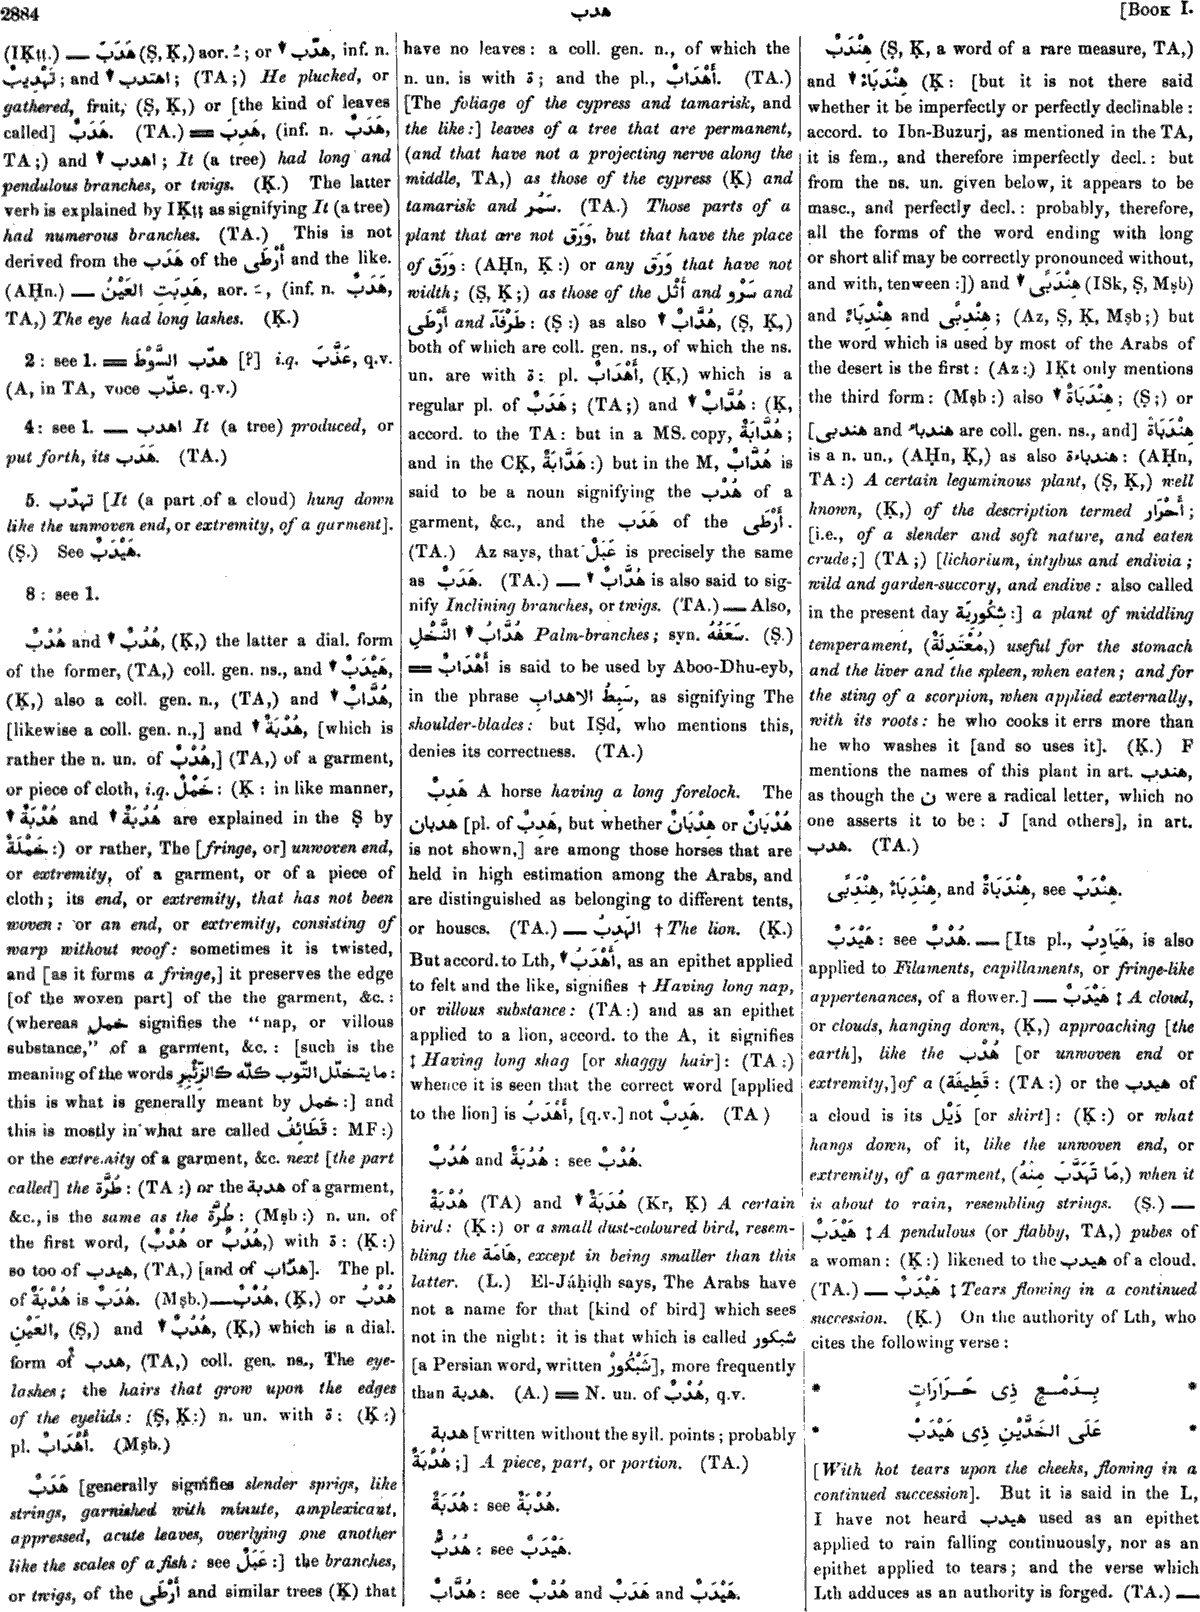 2884
هدب
[Book I.
(IKtt.) — هَدَبَ (Ṣ, Ḳ,) aor. ـُ ; or ↓ هدّب, inf. n.
تَهْدِيبٌ ; and ↓ اهتدب ; (TA ;) He plucked, or
gathered, fruit, (Ṣ, Ḳ,) or [the kind of leaves
called] هَدَبٌ. (TA.) = هَدِبَ, (inf. n. هَدَبٌ,
TA ;) and ↓ اهدب ; It (a tree) had long and
pendulous branches, or twigs. (Ḳ.) The latter
verb is explained by IKtt as signifying It (a tree)
had numerous branches. (TA.) This is not
derived from the هَدَب of the أَرْطَى and the like.
(AḤn.) — هَدِبَتِ العَيْنُ, aor. ـَ , (inf. n. هَدَبٌ,
TA,) The eye had long lashes. (Ḳ.)
2 : see 1. = هدّب السَّوْطَ [?] i.q. عَذَّبَ, q.v.
(A, in TA, voce عذّب. q.v.)
4: see 1. — اهدب It (a tree) produced, or
put forth, its هَدَب. (TA.)
5. تهدّب [It (a part of a cloud) hung down
like the unwoven end, or extremity, of a garment].
(Ṣ.) See هَيْدَبٌ.
8 : see 1.
هُدْبٌ and ↓ هُدُبٌ, (Ḳ,) the latter a dial. form
of the former, (TA,) coll. gen. ns., and ↓ هَيْدَبٌ,
(Ḳ,) also a coll. gen. n., (TA,) and ↓ هُدَّابٌ,
[likewise a coll. gen. n.,] and ↓ هُدْبَةٌ, [which is
rather the n. un. of هُدْبٌ,] (TA,) of a garment,
or piece of cloth, i.q. خَمْلٌ : (Ḳ : in like manner,
↓ هُدْبَةٌ and ↓ هُدُبَةٌ are explained in the Ṣ by
خَمْلَةٌ :) or rather, The [fringe, or] unwoven end,
or extremity, of a garment, or of a piece of
cloth ; its end, or extremity, that has not been
woven : or an end, or extremity, consisting of
warp without woof : sometimes it is twisted,
and [as it forms a fringe,] it preserves the edge
[of the woven part] of the the garment, &c. :
(whereas خمل signifies the "nap, or villous
substance," of a garment, &c. : [such is the
meaning of the words ما يتخلّل الثّوب كلّه كالزِّئْبِرِ :
this is what is generally meant by خمل :] and
this is mostly in what are called قَطَائِفُ : MF :)
or the extremity of a garment, &c. next [the part
called] the طُرَّة : (TA :) or the هدبة of a garment,
&c., is the same as the طُرَّة : (Mṣb :) n. un. of
the first word, (هُدْبٌ or هُدُبٌ,) with ة : (Ḳ :)
so too of هيدب, (TA,) [and of هدّاب]. The pl.
of هُدْبَةٌ is هُدَبٌ. (Mṣb.) — هُدْبٌ, (Ḳ,) or هُدْبُ
العَيْنِ, (Ṣ,) and ↓ هُدُبٌ, (Ḳ,) which is a dial.
form of هدب, (TA,) coll. gen. ns., The eye-
lashes ; the hairs that grow upon the edges
of the eyelids : (Ṣ, Ḳ :) n. un. with ة : (Ḳ :)
pl. أَهْدَابٌ. (Mṣb.)
هَدَبٌ [generally signifies slender sprigs, like
strings, garnished with minute, amplexicant,
appressed, acute leaves, overlying one another
like the scales of a fish : see عَبَلٌ :] the branches,
or twigs, of the أَرْطَى and similar trees (Ḳ) that
have no leaves : a coll. gen. n., of which the
n. un. is with ة ; and the pl., أَهْدَابٌ. (TA.)
[The foliage of the cypress and tamarisk, and
the like :] leaves of a tree that are permanent,
(and that have not a projecting nerve along the
middle, TA,) as those of the cypress (Ḳ) and
tamarisk and سَمُر. (TA.) Those parts of a
plant that are not وَرَق, but that have the place
of وَرَق : (AḤn, Ḳ :) or any وَرَق that have not
width ; (Ṣ, Ḳ ;) as those of the أَثْل and سَرْو and
أَرْطَى and طَرْفَآء : (Ṣ :) as also ↓ هُدَّابٌ, (Ṣ, Ḳ,)
both of which are coll. gen. ns., of which the ns.
un. are with ة : pl. أَهْدَابٌ, (Ḳ,) which is a
regular pl. of هَدَبٌ ; (TA ;) and ↓ هُدَّابٌ : (Ḳ,
accord. to the TA : but in a MS. copy, هُدَّابَةٌ ;
and in the CK, هَدَّابَةٌ :) but in the M, هُدَّابٌ is
said to be a noun signifying the هُدْب of a
garment, &c., and the هَدَب of the أَرْطَى.
(TA.) Az says, that عَبَلٌ is precisely the same
as هَدَبٌ. (TA.) — ↓ هُدَّابٌ is also said to sig-
nify Inclining branches, or twigs. (TA.) — Also,
هُدَّابُ النَّخْلِ ↓ Palm-branches ; syn. سَعَفُهُ. (Ṣ.)
= أَهْدَابٌ is said to be used by Aboo-Dhu-eyb,
in the phrase سَبِطُ الاهداب, as signifying The
shoulder-blades : but ISd, who mentions this,
denies its correctness. (TA.)
هَدِبٌ A horse having a long forelock. The
هدبان [pl. of هَدِبٌ, but whether هِدْبَانٌ or هُدْبَانٌ
is not shown,] are among those horses that are
held in high estimation among the Arabs, and
are distinguished as belonging to different tents,
or houses. (TA.) — الهَدِبُ † The lion. (Ḳ.)
But accord. to Lth, ↓ أَهْدَبُ, as an epithet applied
to felt and the like, signifies † Having long nap,
or villous substance : (TA :) and as an epithet
applied to a lion, accord. to the A, it signifies
‡ Having long shag [or shaggy hair] : (TA :)
whence it is seen that the correct word [applied
to the lion] is أَهْدَبُ, [q.v.] not هَدِبٌ. (TA )
هُدُبٌ and هُدُبَةٌ : see هُدْبٌ.
هُدْبَةٌ (TA) and ↓ هُدَبَةٌ (Kr, Ḳ) A certain
bird : (Ḳ :) or a small dust-coloured bird, resem-
bling the هَامَة, except in being smaller than this
latter. (L.) El-Jáḥiḍh says, The Arabs have
not a name for that [kind of bird] which sees
not in the night : it is that which is called شبكور
[a Persian word, written شَبْكُورْ], more frequently
than هدبة. (A.) = N. un. of هُدْبٌ, q.v.
هدبة [written without the syll. points ; probably
هُدْبَةٌ ;] A piece, part, or portion. (TA.)
هُدَبَةٌ : see هُدْبَةٌ.
هُدُبٌّ : see هَيْدَبٌ.
هُدَّابٌ : see هُدْبٌ and هَدَبٌ and هَيْدَبٌ.
هِنْدَبٌ (Ṣ, Ḳ, a word of a rare measure, TA,)
and ↓ هِنْدَبَاءُ (Ḳ : [but it is not there said
whether it be imperfectly or perfectly declinable :
accord. to Ibn-Buzurj, as mentioned in the TA,
it is fem., and therefore imperfectly decl. : but
from the ns. un. given below, it appears to be
masc., and perfectly decl. : probably, therefore,
all the forms of the word ending with long
or short alif may be correctly pronounced without,
and with, tenween :]) and ↓ هِنْدَبًى (ISk, Ṣ, Mṣb)
and هِنْدِبَاءٌ and هِنْدِبًى ; (Az, Ṣ, Ḳ, Mṣb ;) but
the word which is used by most of the Arabs of
the desert is the first : (Az :) IKt only mentions
the third form : (Mṣb :) also ↓ هِنْدَبَاةٌ ; (Ṣ ;) or
[هندبى and هندباء are coll. gen. ns., and] هِنْدَبَاةٌ
is a n. un., (AḤn, Ḳ,) as also هندباءة : (AḤn,
TA :) A certain leguminous plant, (Ṣ, Ḳ,) well
known, (Ḳ,) of the description termed أَحْرَار ;
[i.e., of a slender and soft nature, and eaten
crude ;] (TA ;) [lichorium, intybus and endivia ;
wild and garden-succory, and endive : also called
in the present day شِكُورِيَة :] a plant of middling
temperament, (مُعْتَدِلَةٌ,) useful for the stomach
and the liver and the spleen, when eaten ; and for
the sting of a scorpion, when applied externally,
with its roots : he who cooks it errs more than
he who washes it [and so uses it]. (Ḳ.) F
mentions the names of this plant in art. هندب,
as though the ن were a radical letter, which no
one asserts it to be : J [and others], in art.
هدب. (TA.)
هِنْدَبًى, هِنْدَبَاءُ, and هِنْدَبَاةٌ, see هِنْدَبٌ.
هَيْدَبٌ : see هُدْبٌ. — [Its pl., هَيَادِبُ, is also
applied to Filaments, capillaments, or fringe-like
appertenances, of a flower.] — هَيْدَبٌ ‡ A cloud,
or clouds, hanging down, (Ḳ,) approaching [the
earth], like the هُدْب [or unwoven end or
extremity,] of a (قَطِيفَة : (TA :) or the هيدب of
a cloud is its ذَيْل [or skirt] : (Ḳ :) or what
hangs down, of it, like the unwoven end, or
extremity, of a garment, (مَا تَهَدَّبَ مِنْهُ,) when it
is about to rain, resembling strings. (Ṣ.) —
هَيْدَبٌ ‡ A pendulous (or flabby, TA,) pubes of
a woman : (Ḳ :) likened to the هيدب of a cloud.
(TA.) — هَيْدَبٌ ‡ Tears flowing in a continued
succession. (Ḳ.) On the authority of Lth, who
cites the following verse :
* بِدَمْعٍ ذِى حَرَارَاتٍ *
* عَلَى الخَدَّيْنِ ذِى هَيْدَبْ *
[With hot tears upon the cheeks, flowing in a
continued succession]. But it is said in the L,
I have not heard هيدب used as an epithet
applied to rain falling continuously, nor as an
epithet applied to tears ; and the verse which
Lth adduces as an authority is forged. (TA.) —